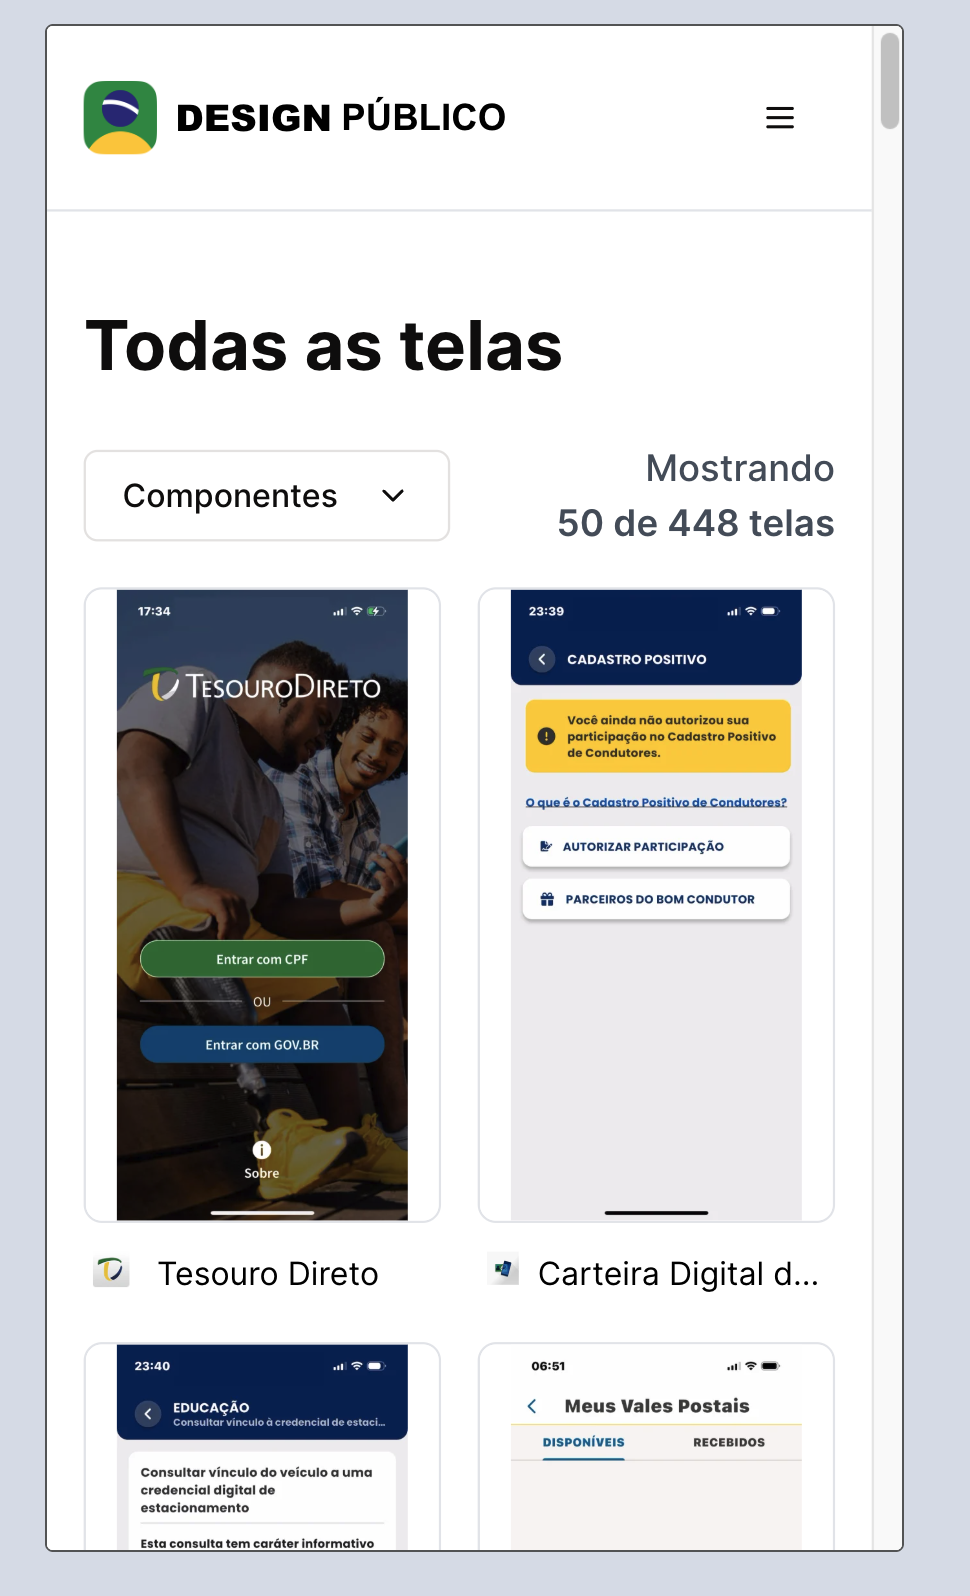 DESIGN PÚBLICO
Todas as telas
Componentes
Mostrando
50 de 448 telas
17:34
TESOURODIRETO
Entrar com CPF
OU
Entrar com GOV.BR
Sobre
Tesouro Direto
23:39
CADASTRO POSITIVO
Você ainda não autorizou sua
participação no Cadastro Positivo
de Condutores.
O que é o Cadastro Positivo de Condutores?
AUTORIZAR PARTICIPAÇÃO
PARCEIROS DO BOM CONDUTOR
Carteira Digital d...
23:40
EDUCAÇÃO
Consultar vínculo à credencial de estaci...
Consultar vínculo do veículo a uma
credencial digital de
estacionamento
Esta consulta tem caráter informativo
06:51
Meus Vales Postais
DISPONÍVEIS
RECEBIDOS